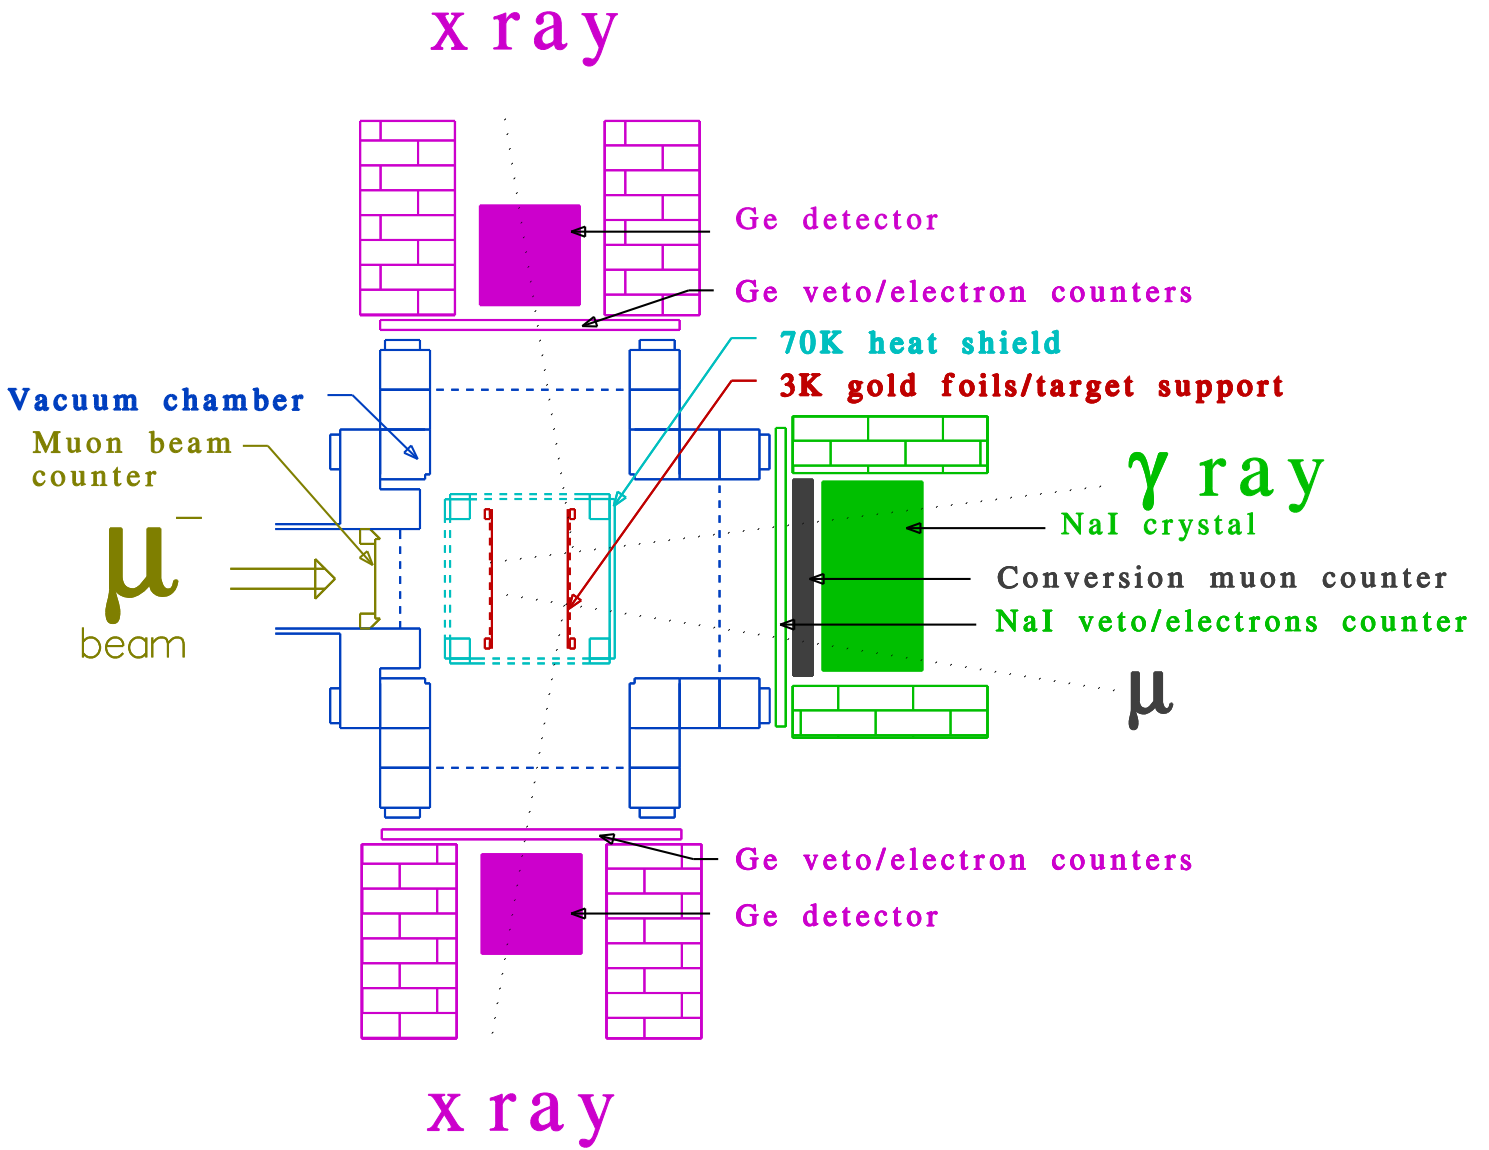 x ray
Ge detector
Ge veto/electron counters
70K heat shield
3K gold foils/target support
Vacuum chamber
Muon beam
counter
μ⁻
beam
γ ray
NaI crystal
Conversion muon counter
NaI veto/electrons counter
μ
Ge veto/electron counters
Ge detector
x ray